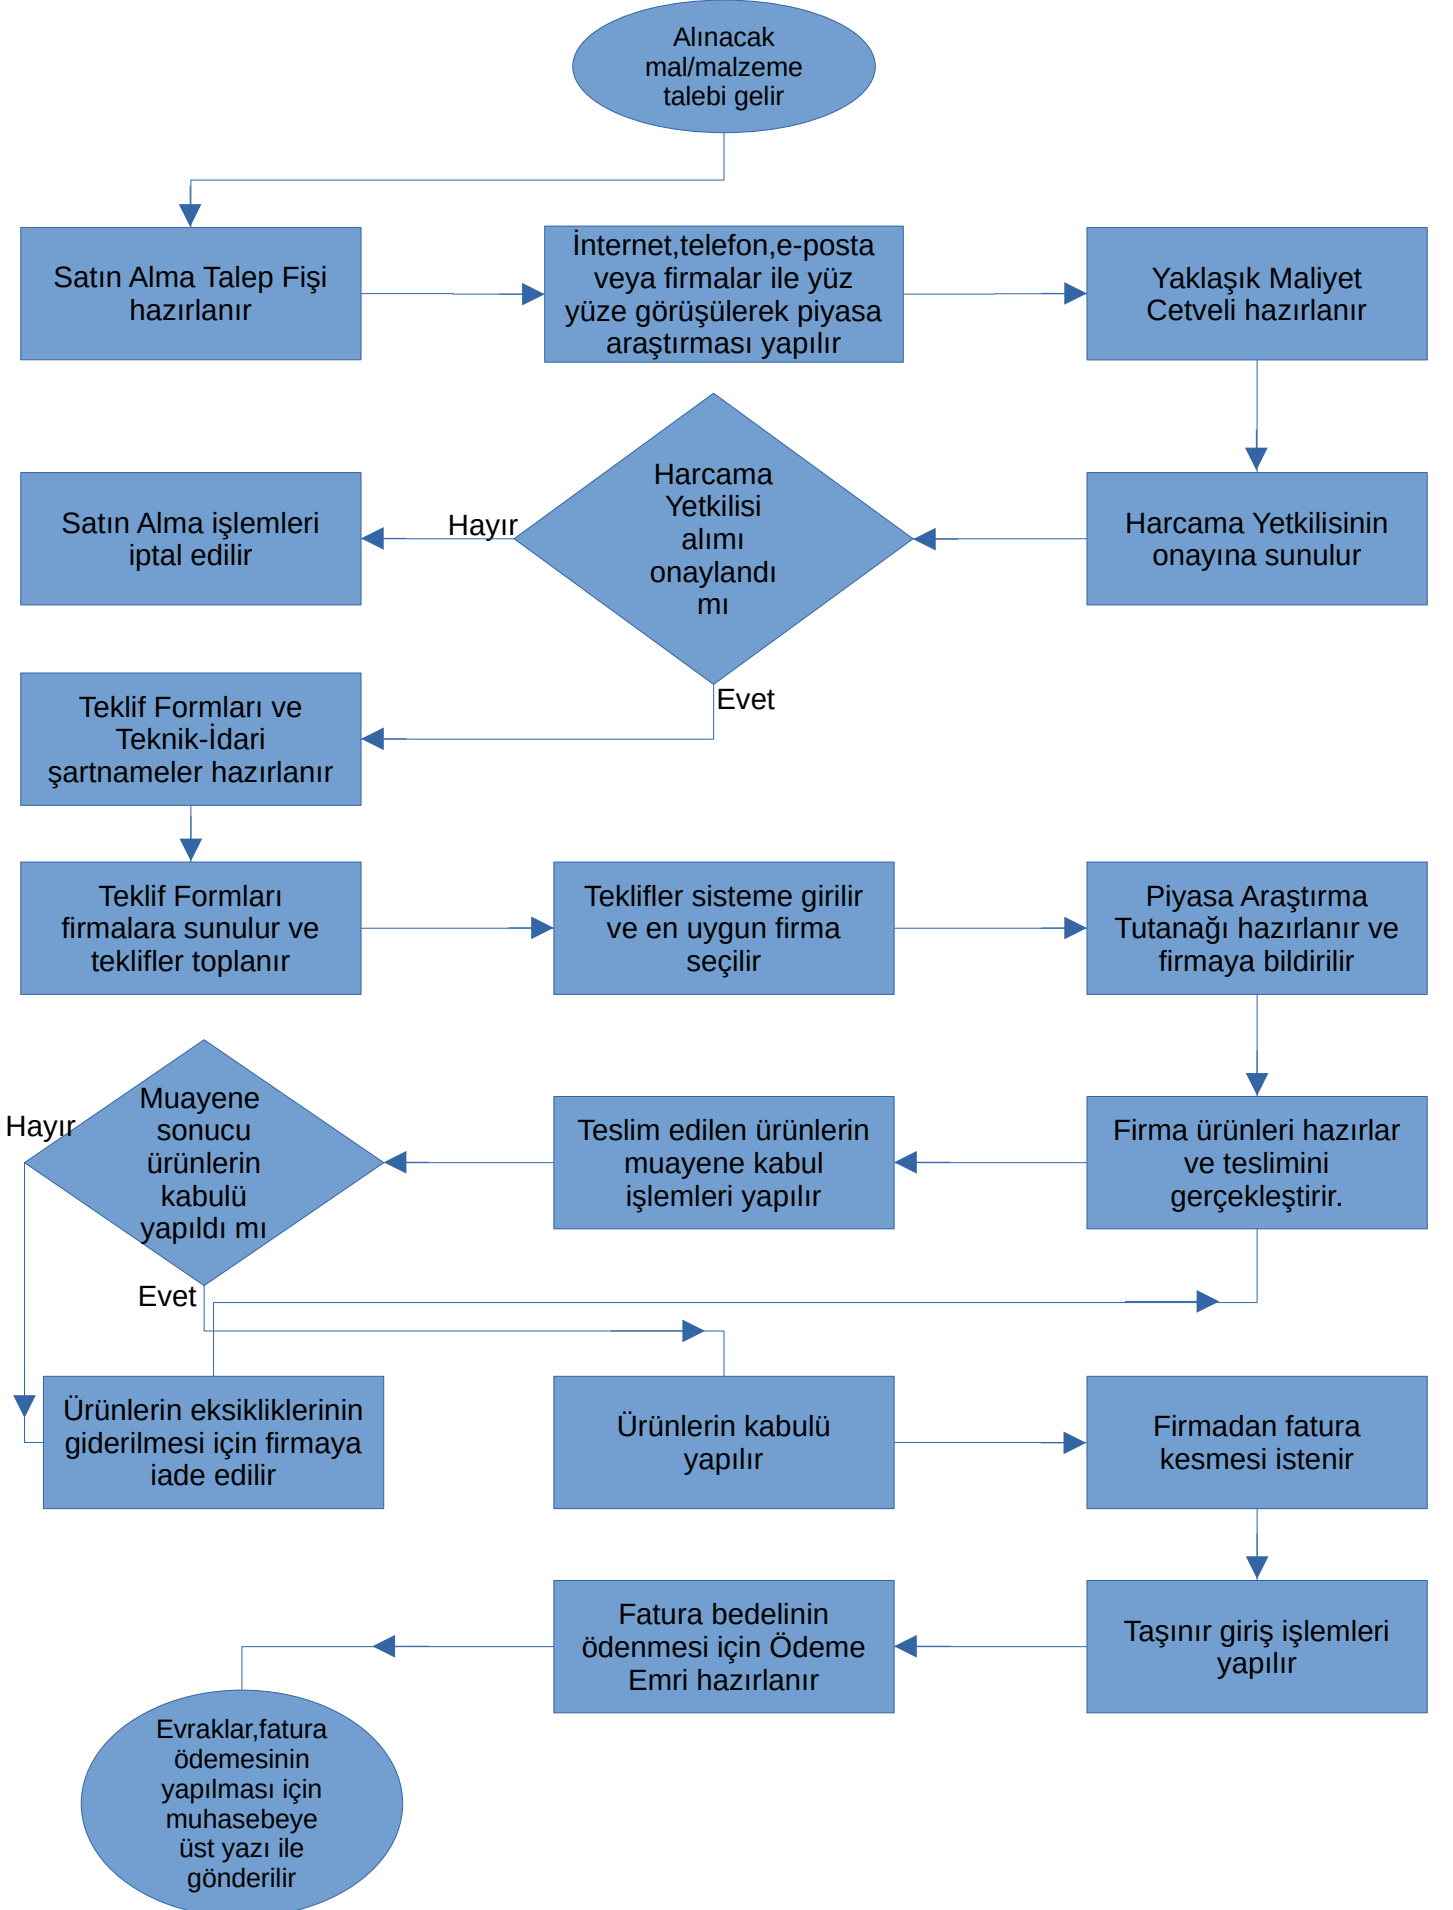 Alınacak
mal/malzeme
talebi gelir
Satın Alma Talep Fişi
hazırlanır
İnternet,telefon,e-posta
veya firmalar ile yüz
yüze görüşülerek piyasa
araştırması yapılır
Yaklaşık Maliyet
Cetveli hazırlanır
Satın Alma işlemleri
iptal edilir
Hayır
Harcama
Yetkilisi
alımı
onaylandı
mı
Harcama Yetkilisinin
onayına sunulur
Evet
Teklif Formları ve
Teknik-İdari
şartnameler hazırlanır
Teklif Formları
firmalara sunulur ve
teklifler toplanır
Teklifler sisteme girilir
ve en uygun firma
seçilir
Piyasa Araştırma
Tutanağı hazırlanır ve
firmaya bildirilir
Hayır
Muayene
sonucu
ürünlerin
kabulü
yapıldı mı
Teslim edilen ürünlerin
muayene kabul
işlemleri yapılır
Firma ürünleri hazırlar
ve teslimini
gerçekleştirir.
Evet
Ürünlerin eksikliklerinin
giderilmesi için firmaya
iade edilir
Ürünlerin kabulü
yapılır
Firmadan fatura
kesmesi istenir
Fatura bedelinin
ödenmesi için Ödeme
Emri hazırlanır
Taşınır giriş işlemleri
yapılır
Evraklar,fatura
ödemesinin
yapılması için
muhasebeye
üst yazı ile
gönderilir